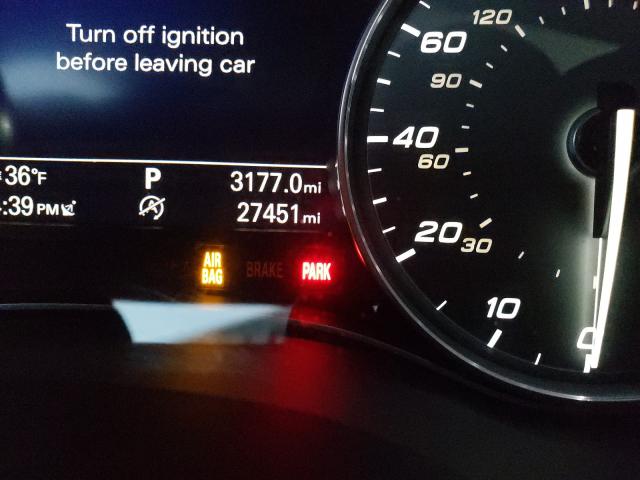 Turn off ignition
before leaving car
36°F
P
3177.0mi
:39 PM
27451mi
AIR
BAG
BRAKE
PARK
120
60
90
40
60
20
30
10
0